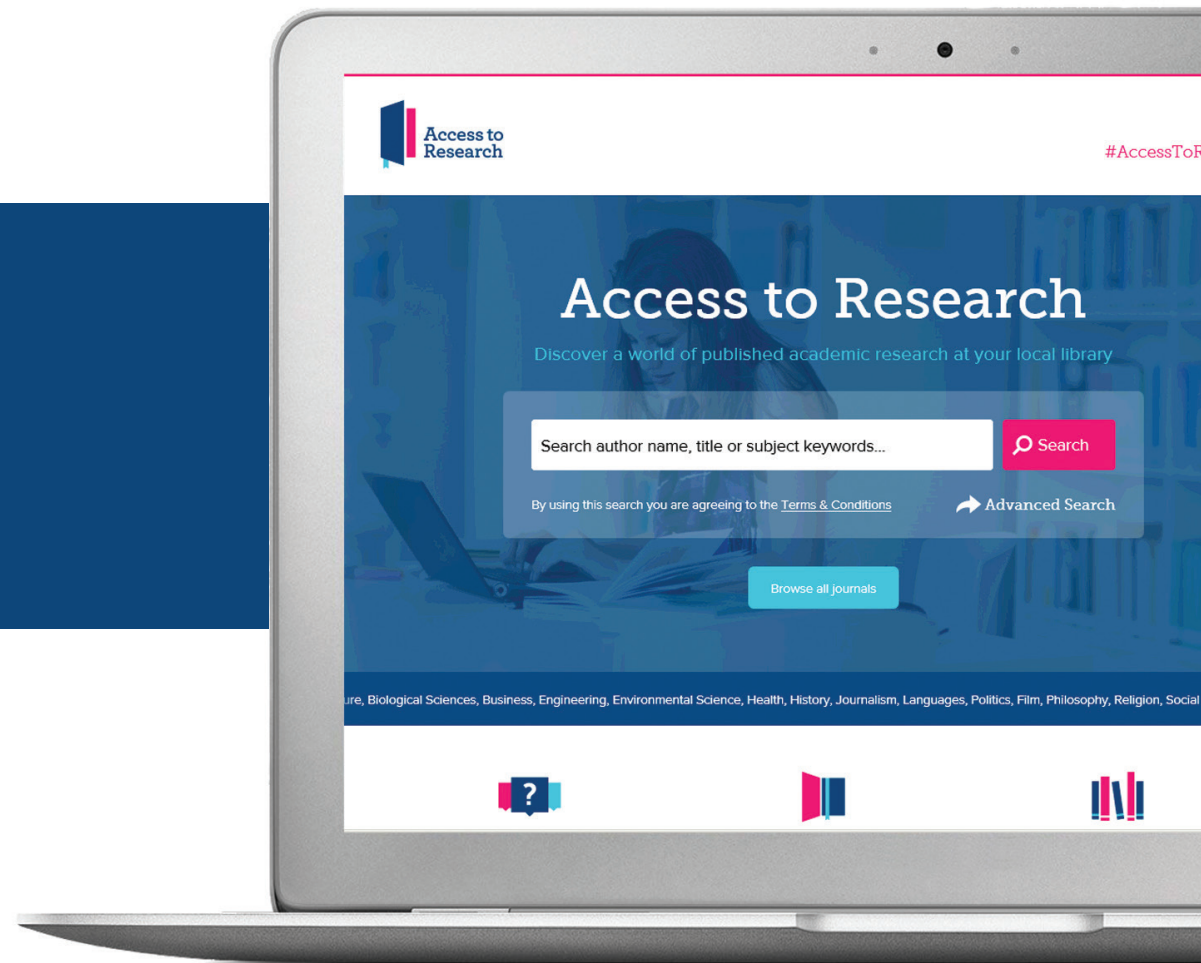 Access to
Research
#AccessToR
Access to Research
Discover a world of published academic research at your local library
Search author name, title or subject keywords...
Search
By using this search you are agreeing to the Terms & Conditions
Advanced Search
Browse all journals
ure, Biological Sciences, Business, Engineering, Environmental Science, Health, History, Journalism, Languages, Politics, Film, Philosophy, Religion, Social
?